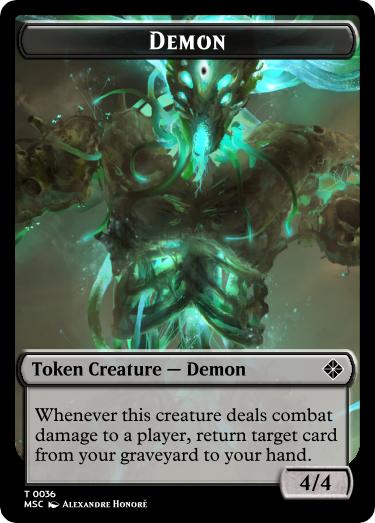 Demon
Token Creature — Demon
Whenever this creature deals combat
damage to a player, return target card
from your graveyard to your hand.
4/4
T 0036
MSC Alexandre Honoré